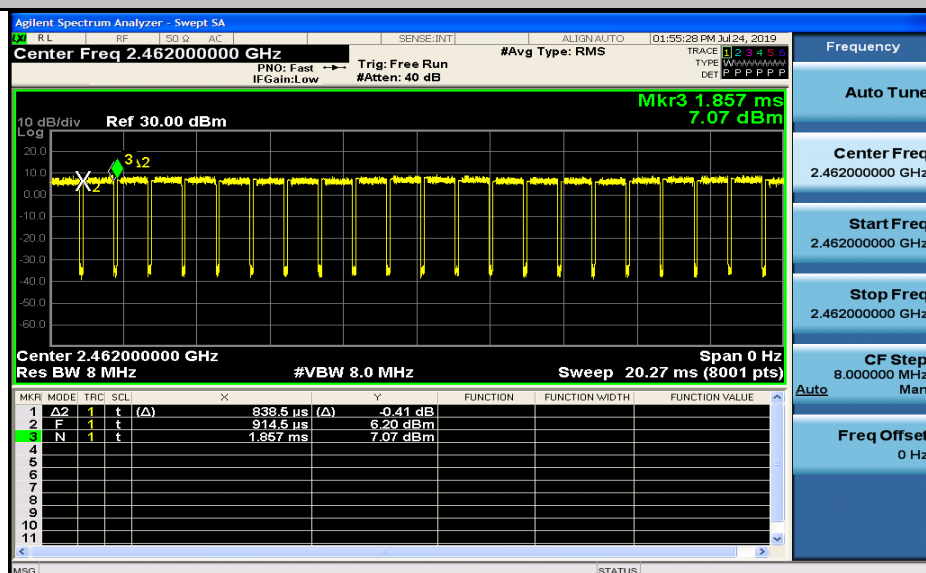 Agilent Spectrum Analyzer - Swept SA
LXI RL RF 50 Ω AC SENSE:INT ALIGN AUTO 01:55:28 PM Jul 24, 2019
Center Freq 2.462000000 GHz #Avg Type: RMS TRACE 1 2 3 4 5 6
PNO: Fast Trig: Free Run TYPE WWWWWW
IFGain:Low #Atten: 40 dB DET P P P P P P
Mkr3 1.857 ms
7.07 dBm
10 dB/div Ref 30.00 dBm
Log
20.0
3 Δ2
10.0
2
0.00
-10.0
-20.0
-30.0
-40.0
-50.0
-60.0
Center 2.462000000 GHz Span 0 Hz
Res BW 8 MHz #VBW 8.0 MHz Sweep 20.27 ms (8001 pts)
MKR MODE TRC SCL X Y FUNCTION FUNCTION WIDTH FUNCTION VALUE
1 Δ2 1 t (Δ) 838.5 µs (Δ) -0.41 dB
2 F 1 t 914.5 µs 6.20 dBm
3 N 1 t 1.857 ms 7.07 dBm
4
5
6
7
8
9
10
11
MSG STATUS
Frequency
Auto Tune
Center Freq
2.462000000 GHz
Start Freq
2.462000000 GHz
Stop Freq
2.462000000 GHz
CF Step
8.000000 MHz
Auto Man
Freq Offset
0 Hz